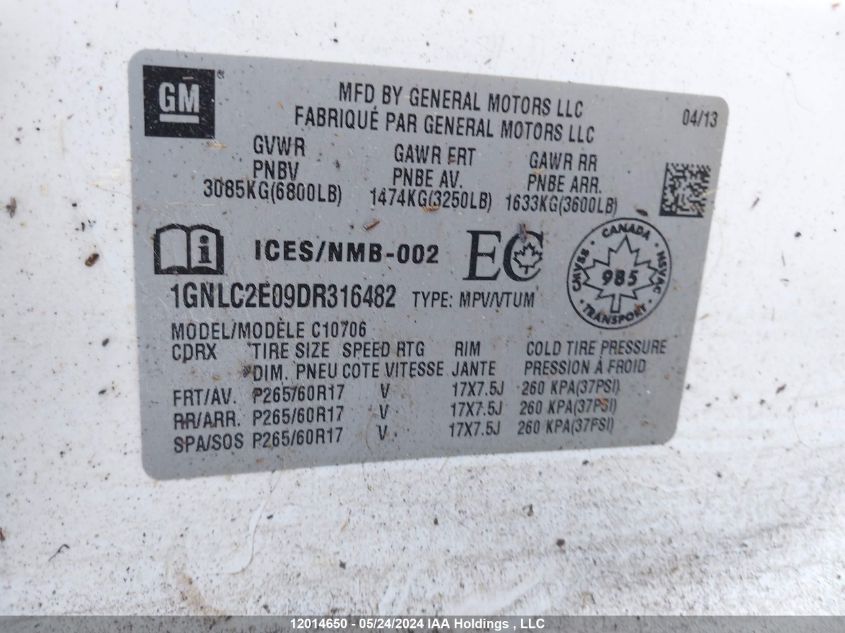 GM
MFD BY GENERAL MOTORS LLC
FABRIQUÉ PAR GENERAL MOTORS LLC
04/13
GVWR GAWR FRT GAWR RR
PNBV PNBE AV. PNBE ARR.
3085KG(6800LB) 1474KG(3250LB) 1633KG(3600LB)
i ICES/NMB-002 EC
CANADA
CMVSS 985 NSVAC
TRANSPORT
1GNLC2E09DR316482 TYPE: MPV/VTUM
MODEL/MODÈLE C10706
CDRX TIRE SIZE SPEED RTG RIM COLD TIRE PRESSURE
DIM. PNEU COTE VITESSE JANTE PRESSION À FROID
FRT/AV. P265/60R17 V 17X7.5J 260 KPA(37PSI)
RR/ARR. P265/60R17 V 17X7.5J 260 KPA(37PSI)
SPA/SOS P265/60R17 V 17X7.5J 260 KPA(37PSI)
12014650 - 05/24/2024 IAA Holdings , LLC